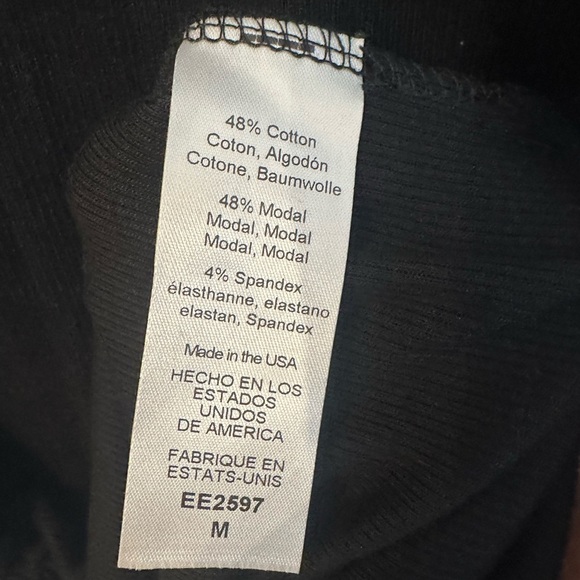 48% Cotton
Coton, Algodón
Cotone, Baumwolle
48% Modal
Modal, Modal
Modal, Modal
4% Spandex
élasthanne, elastano
elastan, Spandex
Made in the USA
HECHO EN LOS
ESTADOS
UNIDOS
DE AMERICA
FABRIQUE EN
ESTATS-UNIS
EE2597
M